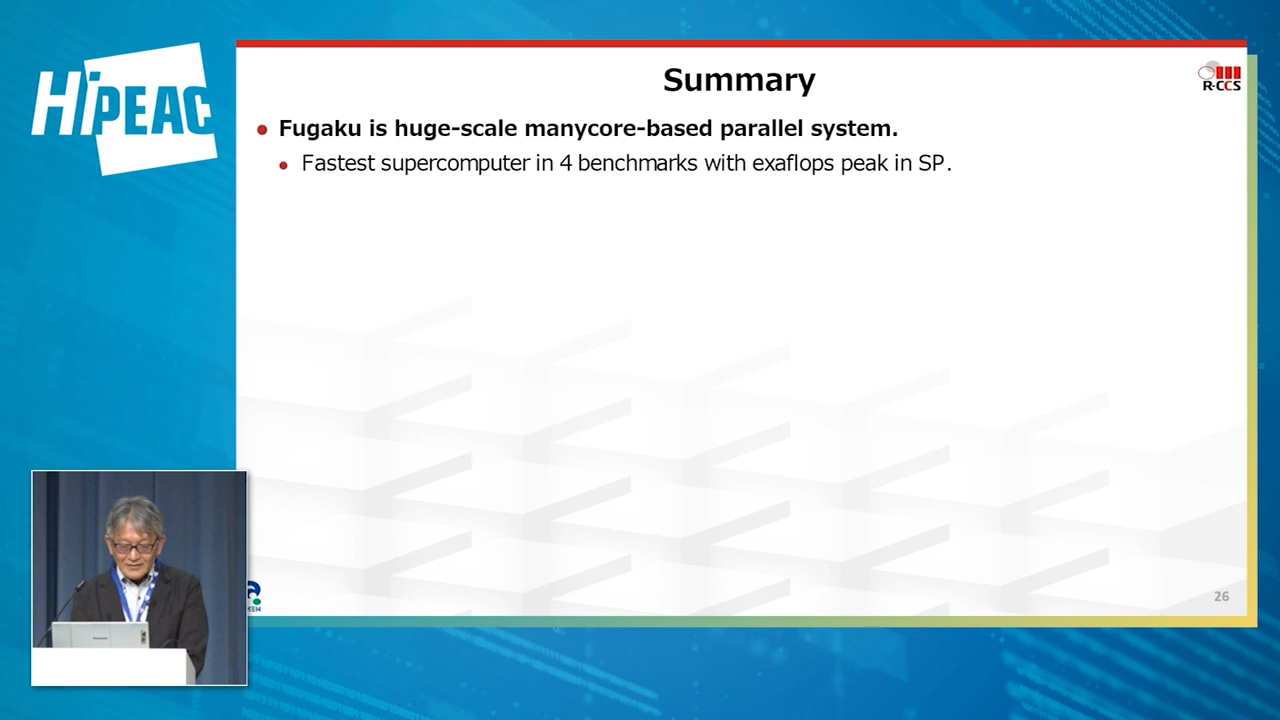 HiPEAC
Summary
R-CCS
Fugaku is huge-scale manycore-based parallel system.
Fastest supercomputer in 4 benchmarks with exaflops peak in SP.
26